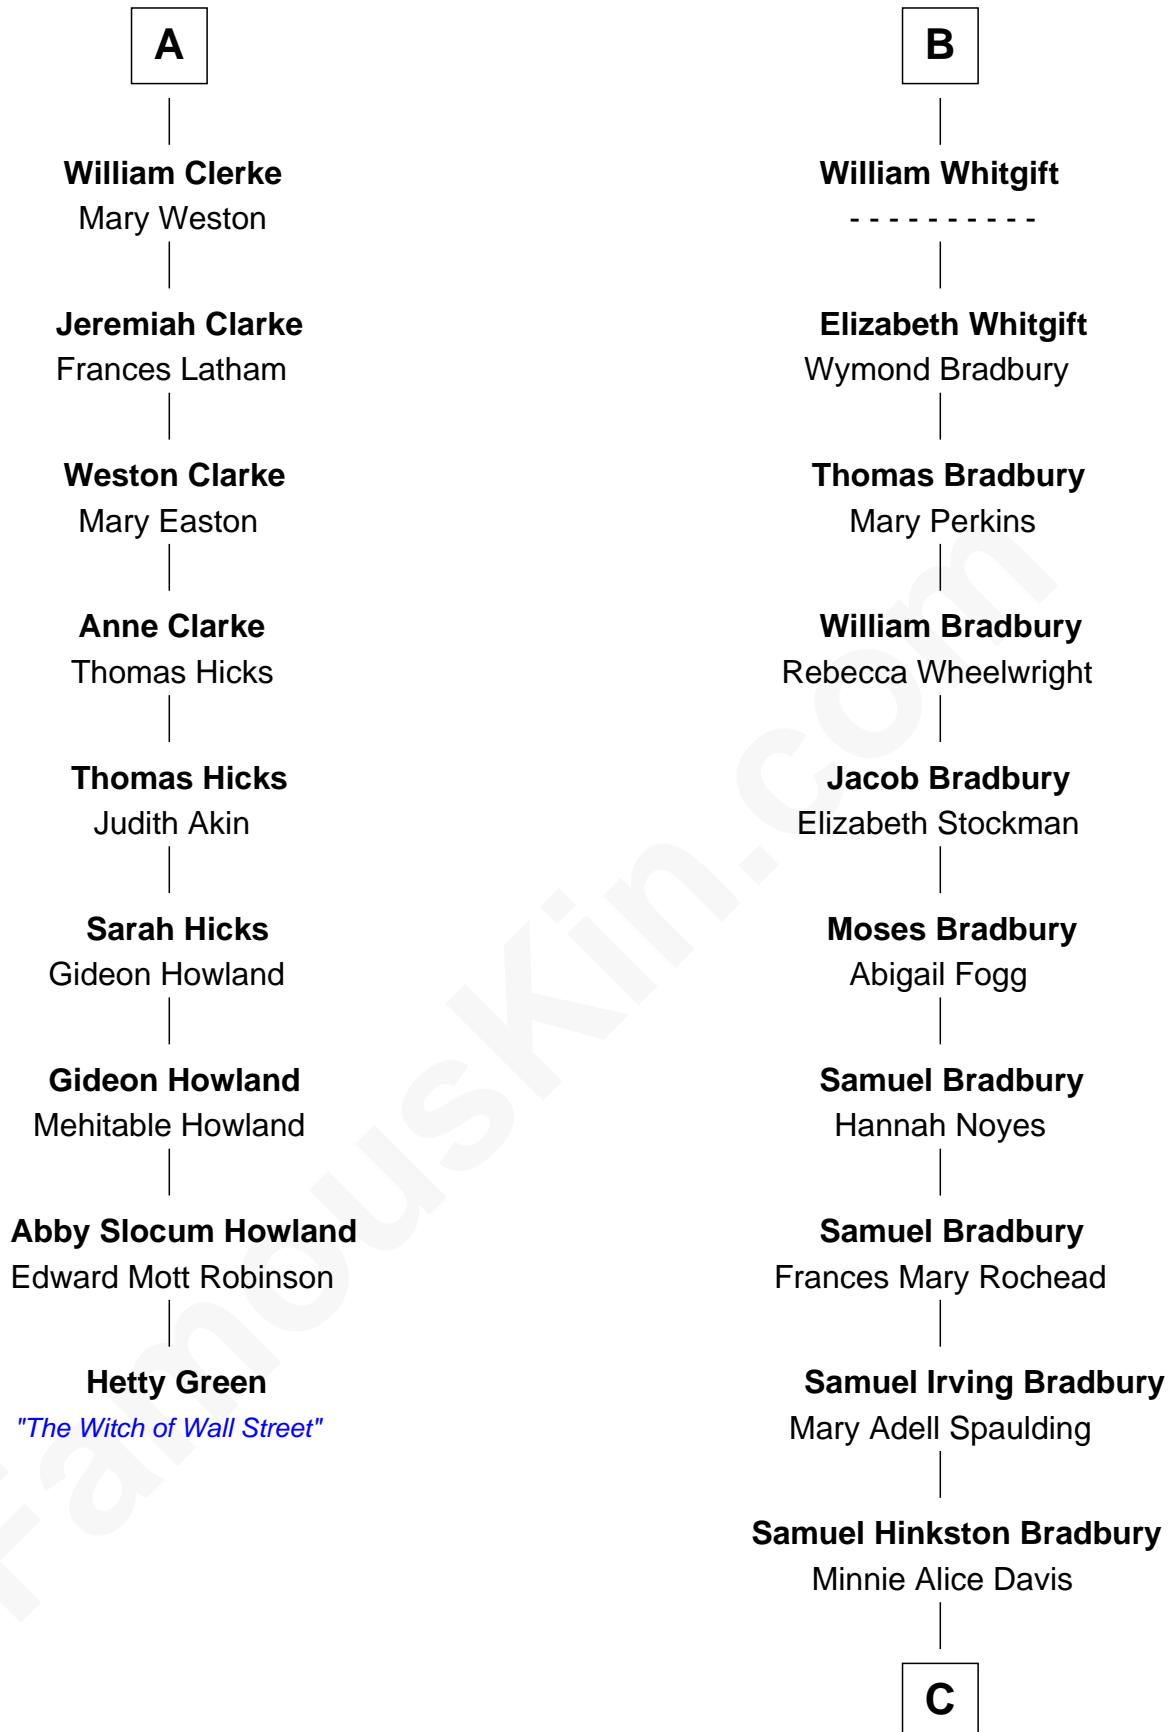 A
William Clerke
Mary Weston
Jeremiah Clarke
Frances Latham
Weston Clarke
Mary Easton
Anne Clarke
Thomas Hicks
Thomas Hicks
Judith Akin
Sarah Hicks
Gideon Howland
Gideon Howland
Mehitable Howland
Abby Slocum Howland
Edward Mott Robinson
Hetty Green
"The Witch of Wall Street"
B
William Whitgift
- - - - - - - - - -
Elizabeth Whitgift
Wymond Bradbury
Thomas Bradbury
Mary Perkins
William Bradbury
Rebecca Wheelwright
Jacob Bradbury
Elizabeth Stockman
Moses Bradbury
Abigail Fogg
Samuel Bradbury
Hannah Noyes
Samuel Bradbury
Frances Mary Rochead
Samuel Irving Bradbury
Mary Adell Spaulding
Samuel Hinkston Bradbury
Minnie Alice Davis
C
FamousKin.com